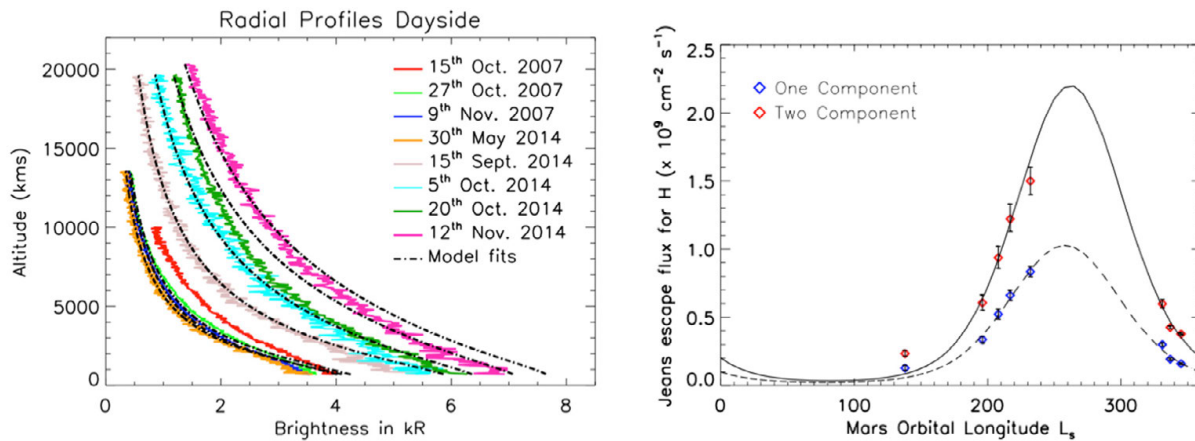 Radial Profiles Dayside
20000
15000
10000
5000
0
Altitude (kms)
0 2 4 6 8
Brightness in kR
15th Oct. 2007
27th Oct. 2007
9th Nov. 2007
30th May 2014
15th Sept. 2014
5th Oct. 2014
20th Oct. 2014
12th Nov. 2014
Model fits
Jeans escape flux for H (x 10⁹ cm⁻² s⁻¹)
2.5
2.0
1.5
1.0
0.5
0.0
One Component
Two Component
0 100 200 300
Mars Orbital Longitude Lₛ